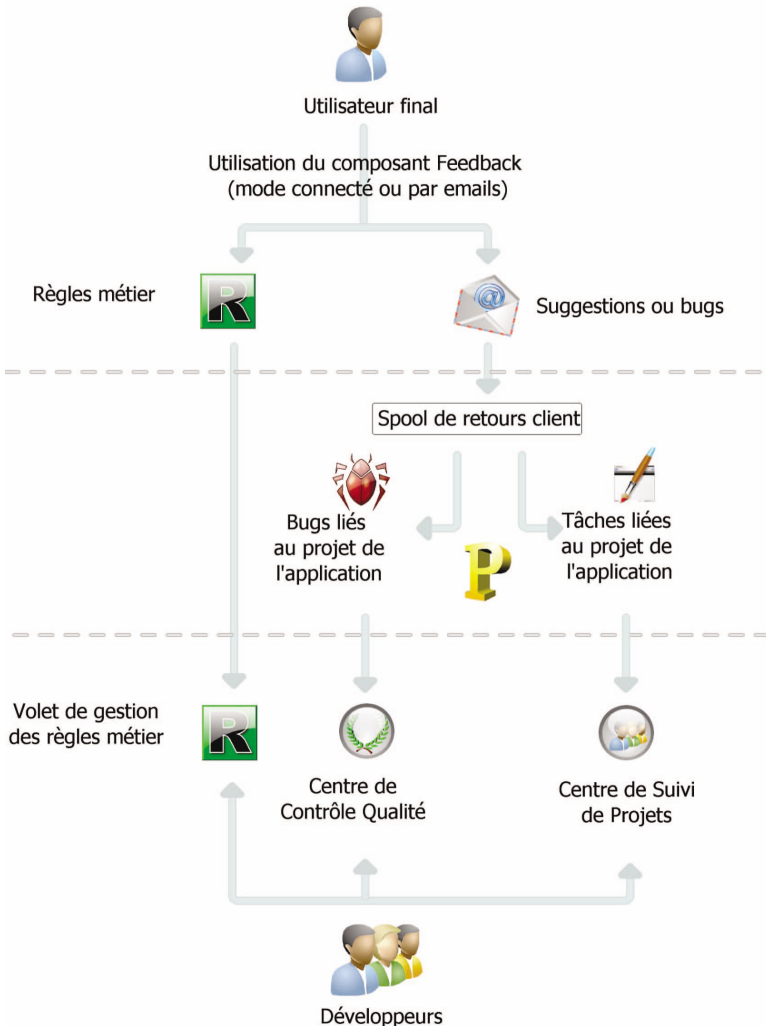 Utilisateur final
Utilisation du composant Feedback
(mode connecté ou par emails)
Règles métier
R
@
Suggestions ou bugs
Spool de retours client
Bugs liés
au projet de
l'application
P
Tâches liées
au projet de
l'application
Volet de gestion
des règles métier
R
Centre de
Contrôle Qualité
Centre de Suivi
de Projets
Développeurs